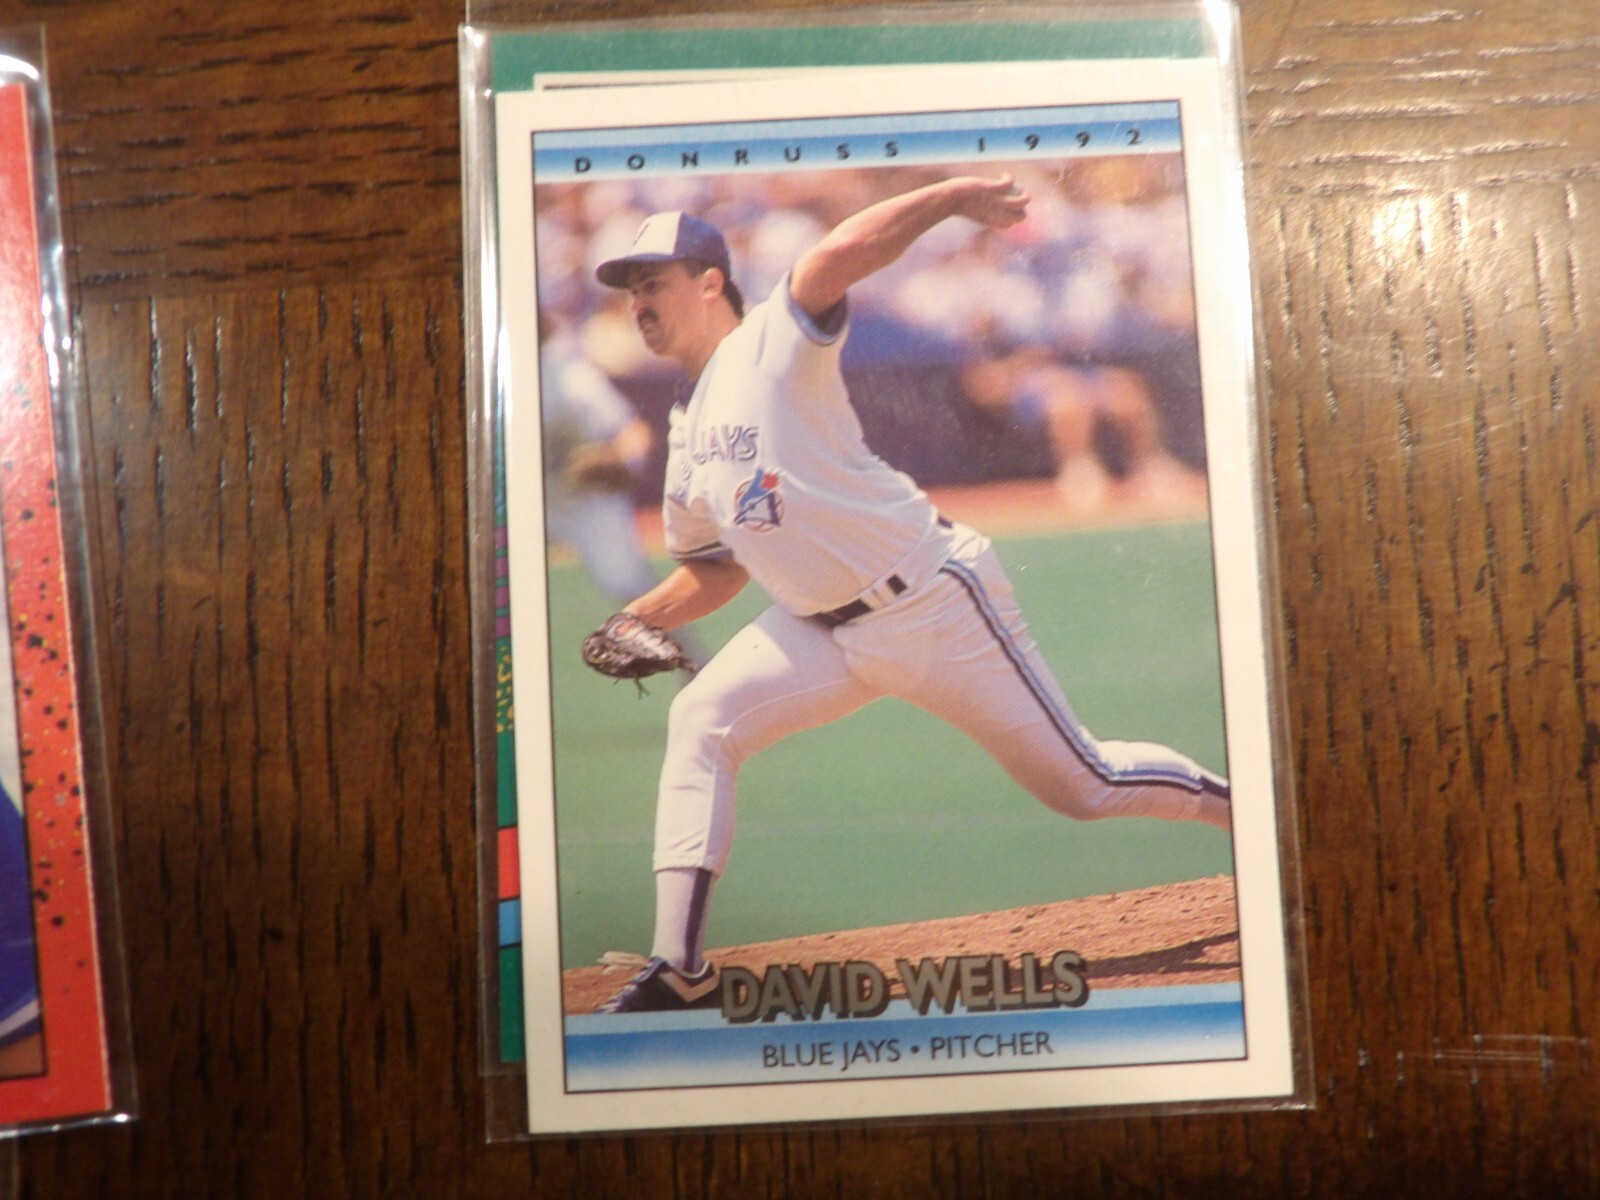 DONRUSS 1992
JAYS
DAVID WELLS
BLUE JAYS • PITCHER